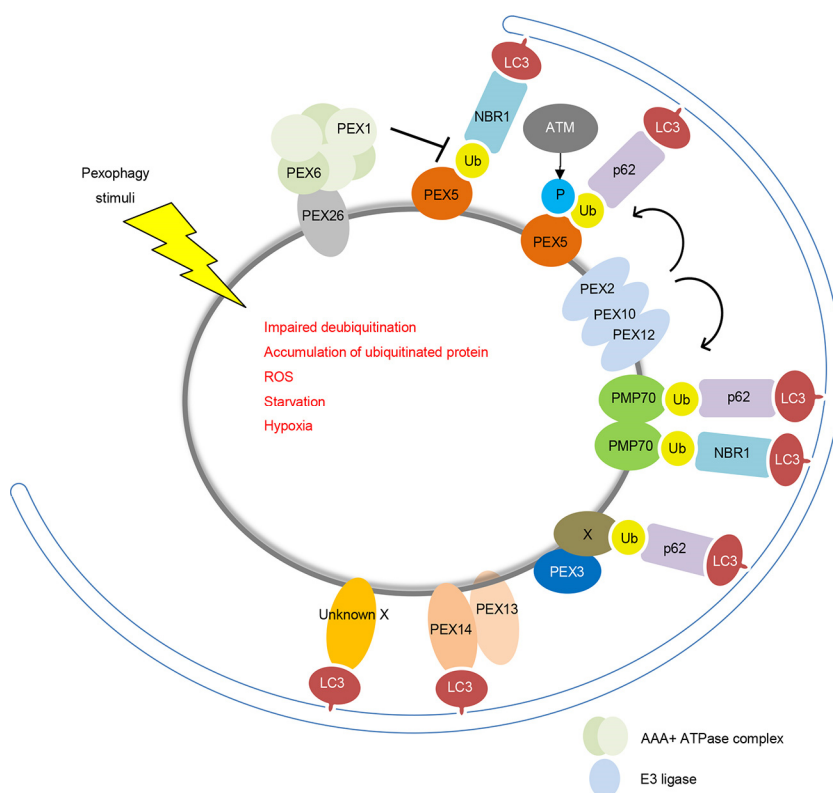 LC3
NBR1
Ub
PEX5
PEX1
PEX6
PEX26
ATM
P
Ub
p62
LC3
PEX5
Pexophagy
stimuli
PEX2
PEX10
PEX12
Impaired deubiquitination
Accumulation of ubiquitinated protein
ROS
Starvation
Hypoxia
PMP70
Ub
p62
LC3
PMP70
Ub
NBR1
LC3
X
Ub
p62
LC3
PEX3
Unknown X
LC3
PEX14
PEX13
LC3
AAA+ ATPase complex
E3 ligase